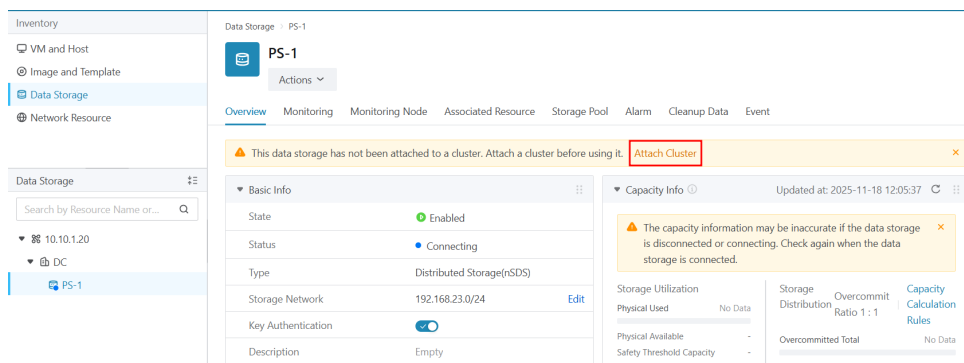 Inventory
VM and Host
Image and Template
Data Storage
Network Resource
Data Storage
Search by Resource Name or...
10.10.1.20
DC
PS-1
Data Storage > PS-1
PS-1
Actions
Overview Monitoring Monitoring Node Associated Resource Storage Pool Alarm Cleanup Data Event
This data storage has not been attached to a cluster. Attach a cluster before using it. Attach Cluster
Basic Info
State Enabled
Status Connecting
Type Distributed Storage(nSDS)
Storage Network 192.168.23.0/24 Edit
Key Authentication
Description Empty
Capacity Info Updated at: 2025-11-18 12:05:37
The capacity information may be inaccurate if the data storage
is disconnected or connecting. Check again when the data
storage is connected.
Storage Utilization
Physical Used No Data
Physical Available -
Safety Threshold Capacity -
Storage
Distribution
Overcommit
Ratio 1 : 1
Capacity
Calculation
Rules
Overcommitted Total No Data